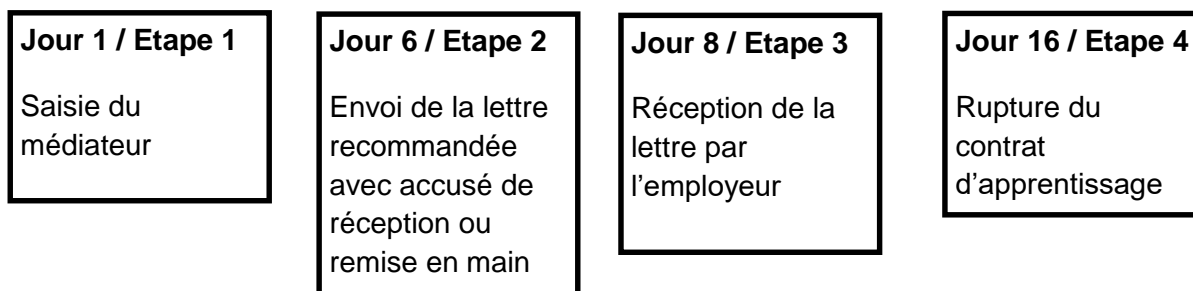 Jour 1 / Etape 1
Saisie du
médiateur
Jour 6 / Etape 2
Envoi de la lettre
recommandée
avec accusé de
réception ou
remise en main
Jour 8 / Etape 3
Réception de la
lettre par
l’employeur
Jour 16 / Etape 4
Rupture du
contrat
d’apprentissage